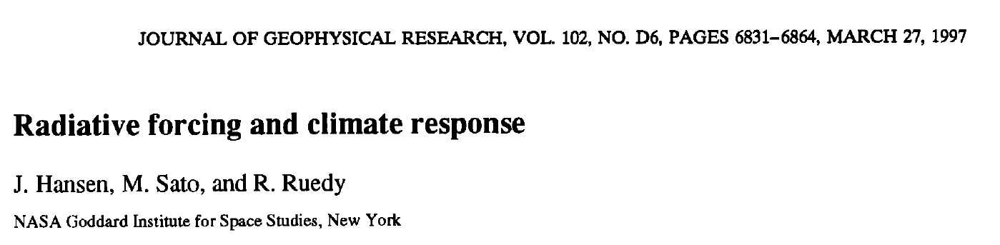 JOURNAL OF GEOPHYSICAL RESEARCH, VOL. 102, NO. D6, PAGES 6831–6864, MARCH 27, 1997
Radiative forcing and climate response
J. Hansen, M. Sato, and R. Ruedy
NASA Goddard Institute for Space Studies, New York